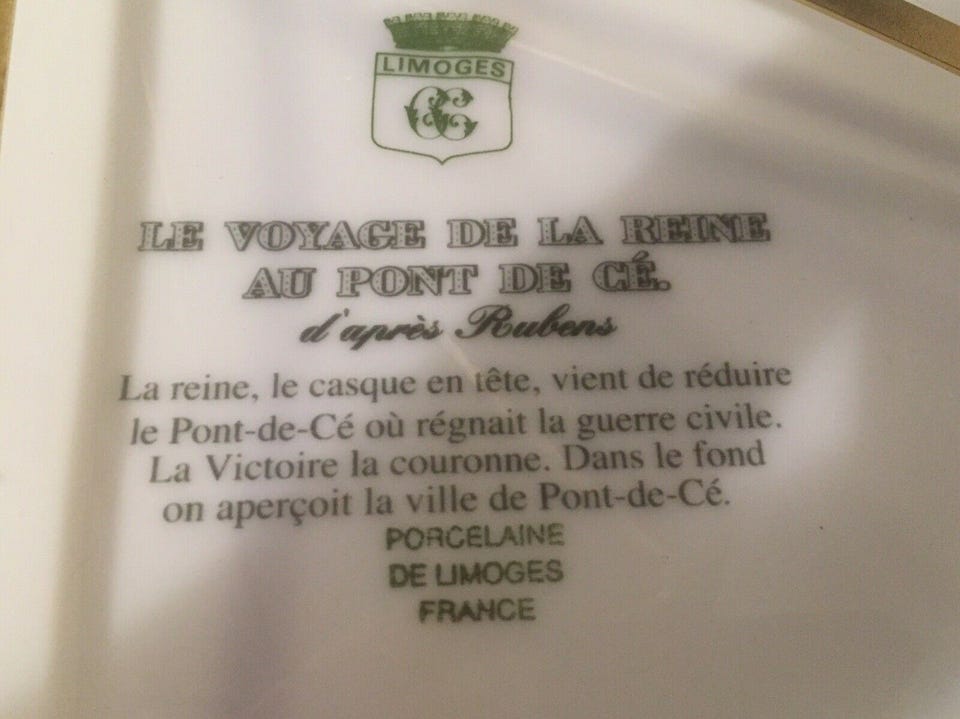 LIMOGES
LE VOYAGE DE LA REINE
AU PONT DE CÉ.
d'après Rubens
La reine, le casque en tête, vient de réduire
le Pont-de-Cé où régnait la guerre civile.
La Victoire la couronne. Dans le fond
on aperçoit la ville de Pont-de-Cé.
PORCELAINE
DE LIMOGES
FRANCE